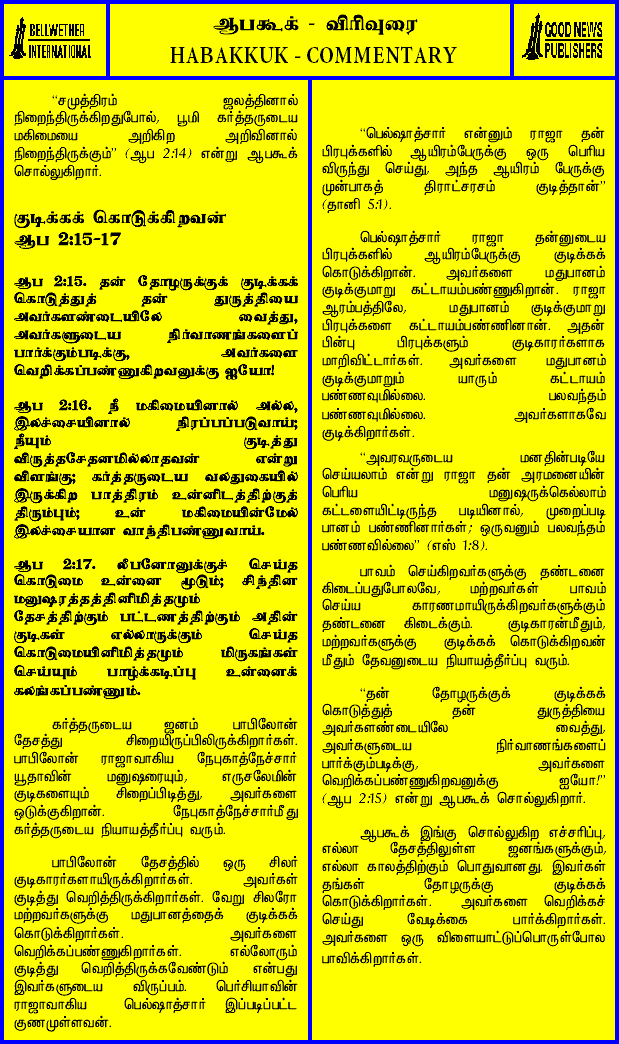 BELLWETHER
INTERNATIONAL
ஆபகூக் - விரிவுரை
HABAKKUK - COMMENTARY
GOOD NEWS
PUBLISHERS
“சமுத்திரம் ஜலத்தினால்
நிறைந்திருக்கிறதுபோல், பூமி கர்த்தருடைய
மகிமையை அறிகிற அறிவினால்
நிறைந்திருக்கும்” (ஆப 2:14) என்று ஆபகூக்
சொல்லுகிறார்.
குடிக்கக் கொடுக்கிறவன்
ஆப 2:15-17
ஆப 2:15. தன் தோழருக்குக் குடிக்கக்
கொடுத்துத் தன் துருத்தியை
அவர்களண்டையிலே வைத்து,
அவர்களுடைய நிர்வாணங்களைப்
பார்க்கும்படிக்கு, அவர்களை
வெறிக்கப்பண்ணுகிறவனுக்கு ஐயோ!
ஆப 2:16. நீ மகிமையினால் அல்ல,
இலச்சையினால் நிரப்பப்படுவாய்;
நீயும் குடித்து
விருத்தசேதனமில்லாதவன் என்று
விளங்கு; கர்த்தருடைய வலதுகையில்
இருக்கிற பாத்திரம் உன்னிடத்திற்குத்
திரும்பும்; உன் மகிமையின்மேல்
இலச்சையான வாந்திபண்ணுவாய்.
ஆப 2:17. லீபனோனுக்குச் செய்த
கொடுமை உன்னை மூடும்; சிந்தின
மனுஷரத்தத்தினிமித்தமும்
தேசத்திற்கும் பட்டணத்திற்கும் அதின்
குடிகள் எல்லாருக்கும் செய்த
கொடுமையினிமித்தமும் மிருகங்கள்
செய்யும் பாழ்க்கடிப்பு உன்னைக்
கலங்கப்பண்ணும்.
கர்த்தருடைய ஜனம் பாபிலோன்
தேசத்து சிறையிருப்பிலிருக்கிறார்கள்.
பாபிலோன் ராஜாவாகிய நேபுகாத்நேச்சார்
யூதாவின் மனுஷரையும், எருசலேமின்
குடிகளையும் சிறைப்பிடித்து, அவர்களை
ஒடுக்குகிறான். நேபுகாத்நேச்சார்மீது
கர்த்தருடைய நியாயத்தீர்ப்பு வரும்.
பாபிலோன் தேசத்தில் ஒரு சிலர்
குடிகாரர்களாயிருக்கிறார்கள். அவர்கள்
குடித்து வெறித்திருக்கிறார்கள். வேறு சிலரோ
மற்றவர்களுக்கு மதுபானத்தைக் குடிக்கக்
கொடுக்கிறார்கள். அவர்களை
வெறிக்கப்பண்ணுகிறார்கள். எல்லோரும்
குடித்து வெறித்திருக்கவேண்டும் என்பது
இவர்களுடைய விருப்பம். பெர்சியாவின்
ராஜாவாகிய பெல்ஷாத்சார் இப்படிப்பட்ட
குணமுள்ளவன்.
“பெல்ஷாத்சார் என்னும் ராஜா தன்
பிரபுக்களில் ஆயிரம்பேருக்கு ஒரு பெரிய
விருந்து செய்து, அந்த ஆயிரம் பேருக்கு
முன்பாகத் திராட்சரசம் குடித்தான்”
(தானி 5:1).
பெல்ஷாத்சார் ராஜா தன்னுடைய
பிரபுக்களில் ஆயிரம்பேருக்கு குடிக்கக்
கொடுக்கிறான். அவர்களை மதுபானம்
குடிக்குமாறு கட்டாயம்பண்ணுகிறான். ராஜா
ஆரம்பத்திலே, மதுபானம் குடிக்குமாறு
பிரபுக்களை கட்டாயம்பண்ணினான். அதன்
பின்பு பிரபுக்களும் குடிகாரர்களாக
மாறிவிட்டார்கள். அவர்களை மதுபானம்
குடிக்குமாறும் யாரும் கட்டாயம்
பண்ணவுமில்லை. பலவந்தம்
பண்ணவுமில்லை. அவர்களாகவே
குடிக்கிறார்கள்.
“அவரவருடைய மனதின்படியே
செய்யலாம் என்று ராஜா தன் அரமனையின்
பெரிய மனுஷருக்கெல்லாம்
கட்டளையிட்டிருந்த படியினால், முறைப்படி
பானம் பண்ணினார்கள்; ஒருவனும் பலவந்தம்
பண்ணவில்லை” (எஸ் 1:8).
பாவம் செய்கிறவர்களுக்கு தண்டனை
கிடைப்பதுபோலவே, மற்றவர்கள் பாவம்
செய்ய காரணமாயிருக்கிறவர்களுக்கும்
தண்டனை கிடைக்கும். குடிகாரன்மீதும்,
மற்றவர்களுக்கு குடிக்கக் கொடுக்கிறவன்
மீதும் தேவனுடைய நியாயத்தீர்ப்பு வரும்.
“தன் தோழருக்குக் குடிக்கக்
கொடுத்துத் தன் துருத்தியை
அவர்களண்டையிலே வைத்து,
அவர்களுடைய நிர்வாணங்களைப்
பார்க்கும்படிக்கு, அவர்களை
வெறிக்கப்பண்ணுகிறவனுக்கு ஐயோ!”
(ஆப 2:15) என்று ஆபகூக் சொல்லுகிறார்.
ஆபகூக் இங்கு சொல்லுகிற எச்சரிப்பு,
எல்லா தேசத்திலுள்ள ஜனங்களுக்கும்,
எல்லா காலத்திற்கும் பொதுவானது. இவர்கள்
தங்கள் தோழருக்கு குடிக்கக்
கொடுக்கிறார்கள். அவர்களை வெறிக்கச்
செய்து வேடிக்கை பார்க்கிறார்கள்.
அவர்களை ஒரு விளையாட்டுப்பொருள்போல
பாவிக்கிறார்கள்.